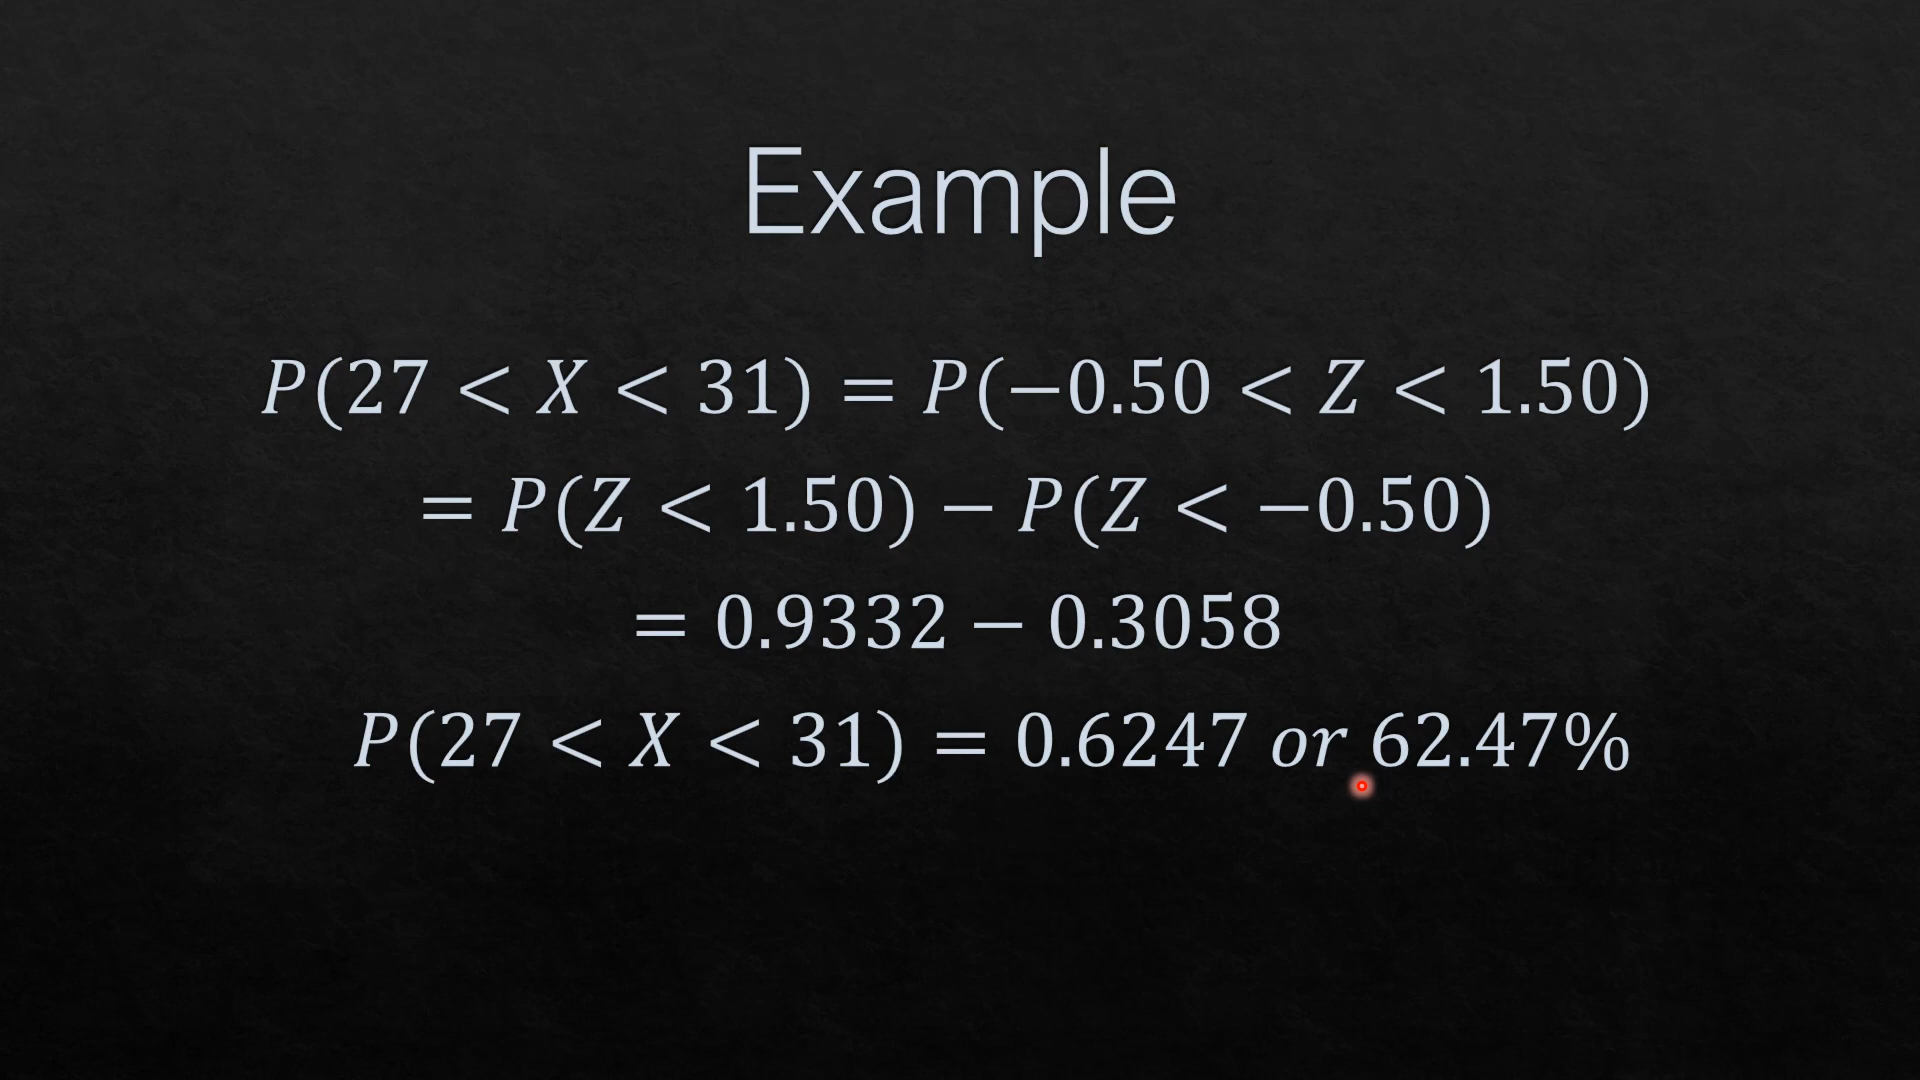 Example
P(27 < X < 31) = P(−0.50 < Z < 1.50)
= P(Z < 1.50) − P(Z < −0.50)
= 0.9332 − 0.3058
P(27 < X < 31) = 0.6247 or 62.47%